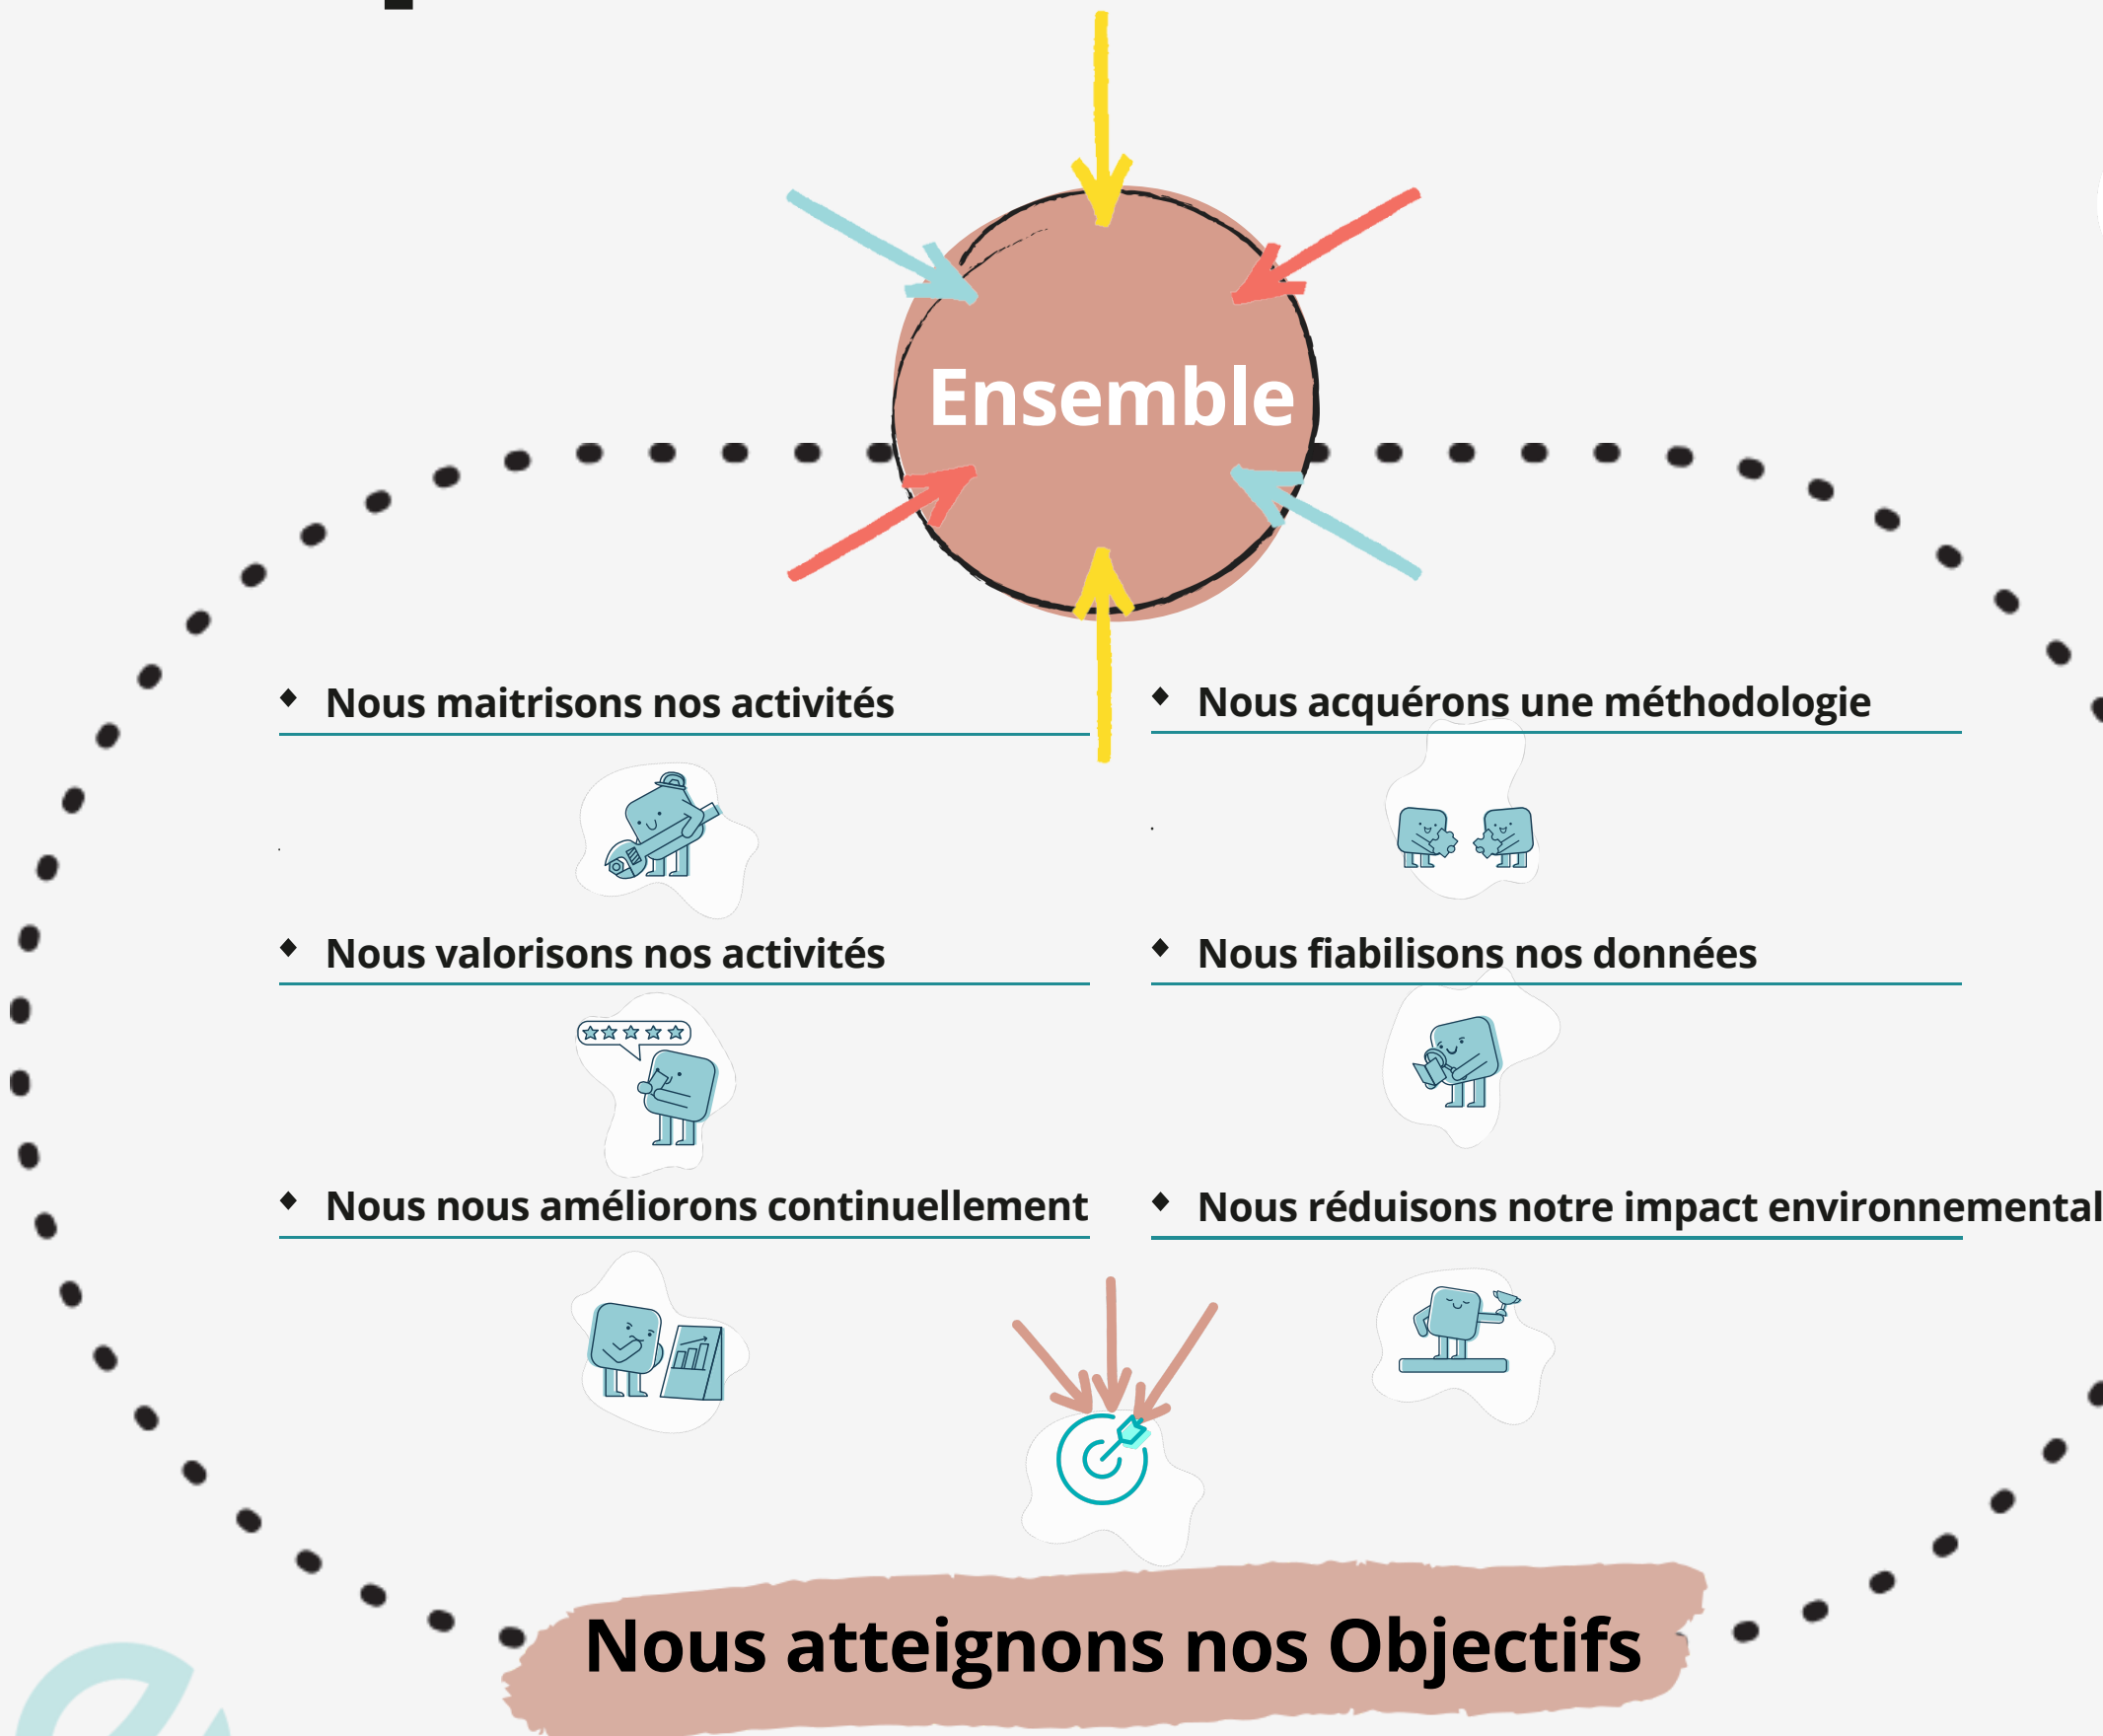 Ensemble
Nous maitrisons nos activités
Nous acquérons une méthodologie
Nous valorisons nos activités
Nous fiabilisons nos données
Nous nous améliorons continuellement
Nous réduisons notre impact environnemental
Nous atteignons nos Objectifs